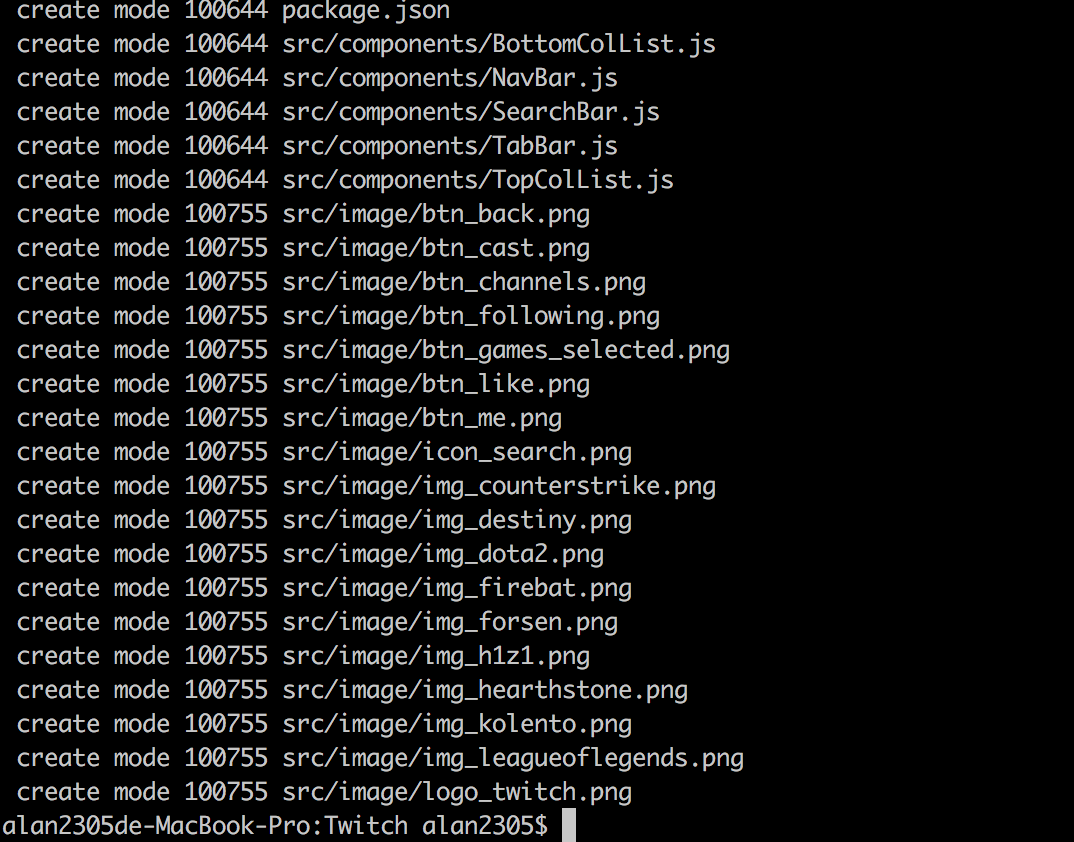 create mode 100644 package.json
create mode 100644 src/components/BottomColList.js
create mode 100644 src/components/NavBar.js
create mode 100644 src/components/SearchBar.js
create mode 100644 src/components/TabBar.js
create mode 100644 src/components/TopColList.js
create mode 100755 src/image/btn_back.png
create mode 100755 src/image/btn_cast.png
create mode 100755 src/image/btn_channels.png
create mode 100755 src/image/btn_following.png
create mode 100755 src/image/btn_games_selected.png
create mode 100755 src/image/btn_like.png
create mode 100755 src/image/btn_me.png
create mode 100755 src/image/icon_search.png
create mode 100755 src/image/img_counterstrike.png
create mode 100755 src/image/img_destiny.png
create mode 100755 src/image/img_dota2.png
create mode 100755 src/image/img_firebat.png
create mode 100755 src/image/img_forsen.png
create mode 100755 src/image/img_h1z1.png
create mode 100755 src/image/img_hearthstone.png
create mode 100755 src/image/img_kolento.png
create mode 100755 src/image/img_leagueoflegends.png
create mode 100755 src/image/logo_twitch.png
alan2305de-MacBook-Pro:Twitch alan2305$